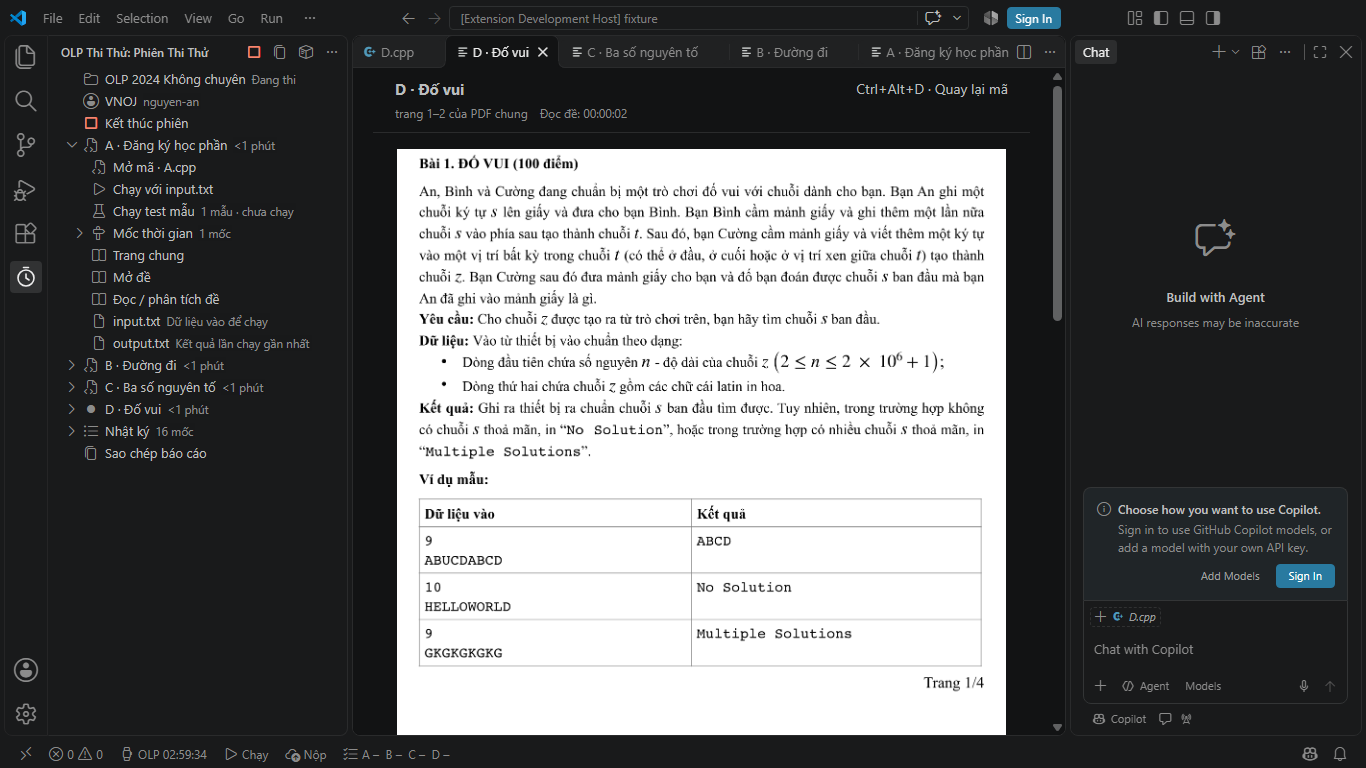 File Edit Selection View Go Run ···
[Extension Development Host] fixture
Sign In
OLP Thi Thử: Phiên Thi Thử
OLP 2024 Không chuyên Đang thi
VNOJ nguyen-an
Kết thúc phiên
A · Đăng ký học phần <1 phút
Mở mã · A.cpp
Chạy với input.txt
Chạy test mẫu 1 mẫu · chưa chạy
Mốc thời gian 1 mốc
Trang chung
Mở đề
Đọc / phân tích đề
input.txt Dữ liệu vào để chạy
output.txt Kết quả lần chạy gần nhất
B · Đường đi <1 phút
C · Ba số nguyên tố <1 phút
D · Đố vui <1 phút
Nhật ký 16 mốc
Sao chép báo cáo
D.cpp
D · Đố vui
C · Ba số nguyên tố
B · Đường đi
A · Đăng ký học phần
D · Đố vui
Ctrl+Alt+D · Quay lại mã
trang 1–2 của PDF chung Đọc đề: 00:00:02
Bài 1. ĐỐ VUI (100 điểm)
An, Bình và Cường đang chuẩn bị một trò chơi đố vui với chuỗi dành cho bạn. Bạn An ghi một
chuỗi ký tự s lên giấy và đưa cho bạn Bình. Bạn Bình cầm mảnh giấy và ghi thêm một lần nữa
chuỗi s vào phía sau tạo thành chuỗi t. Sau đó, bạn Cường cầm mảnh giấy và viết thêm một ký tự
vào một vị trí bất kỳ trong chuỗi t (có thể ở đầu, ở cuối hoặc ở vị trí xen giữa chuỗi t) tạo thành
chuỗi z. Bạn Cường sau đó đưa mảnh giấy cho bạn và đố bạn đoán được chuỗi s ban đầu mà bạn
An đã ghi vào mảnh giấy là gì.
Yêu cầu: Cho chuỗi z được tạo ra từ trò chơi trên, bạn hãy tìm chuỗi s ban đầu.
Dữ liệu: Vào từ thiết bị vào chuẩn theo dạng:
• Dòng đầu tiên chứa số nguyên n - độ dài của chuỗi z (2 ≤ n ≤ 2 × 10⁶ + 1);
• Dòng thứ hai chứa chuỗi z gồm các chữ cái latin in hoa.
Kết quả: Ghi ra thiết bị ra chuẩn chuỗi s ban đầu tìm được. Tuy nhiên, trong trường hợp không
có chuỗi s thoả mãn, in “No Solution”, hoặc trong trường hợp có nhiều chuỗi s thoả mãn, in
“Multiple Solutions”.
Ví dụ mẫu:
Dữ liệu vào Kết quả
9 ABCD
ABUCDABCD
10 No Solution
HELLOWORLD
9 Multiple Solutions
GKGKGKGKG
Trang 1/4
Chat
Build with Agent
AI responses may be inaccurate
Choose how you want to use Copilot.
Sign in to use GitHub Copilot models, or
add a model with your own API key.
Add Models Sign In
D.cpp
Chat with Copilot
Agent Models
Copilot
0 0 OLP 02:59:34 Chạy Nộp A – B – C – D –